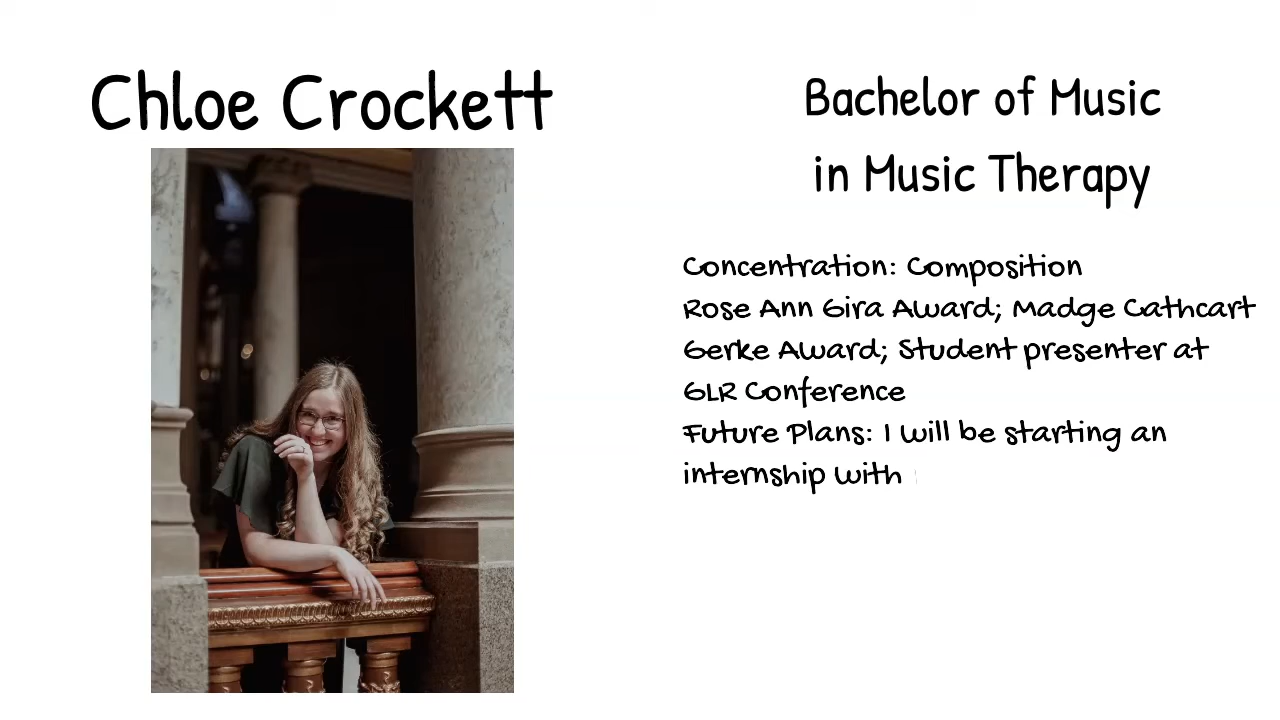 Chloe Crockett
Bachelor of Music
in Music Therapy
Concentration: Composition
Rose Ann Gira Award; Madge Cathcart
Gerke Award; Student presenter at
GLR Conference
Future Plans: I will be starting an
internship with